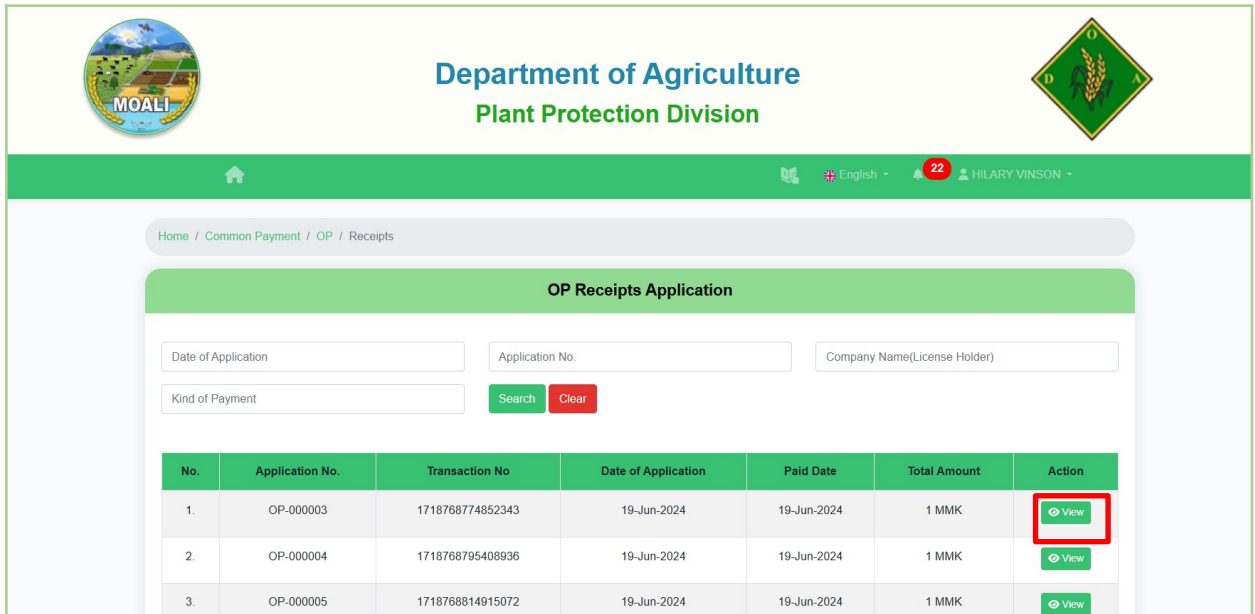 MOALI
Department of Agriculture
Plant Protection Division
D O A
English
22
HILARY VINSON
Home / Common Payment / OP / Receipts
OP Receipts Application
Date of Application
Application No.
Company Name(License Holder)
Kind of Payment
Search
Clear
No. Application No. Transaction No Date of Application Paid Date Total Amount Action
1. OP-000003 1718768774852343 19-Jun-2024 19-Jun-2024 1 MMK View
2. OP-000004 1718768795408936 19-Jun-2024 19-Jun-2024 1 MMK View
3. OP-000005 1718768814915072 19-Jun-2024 19-Jun-2024 1 MMK View